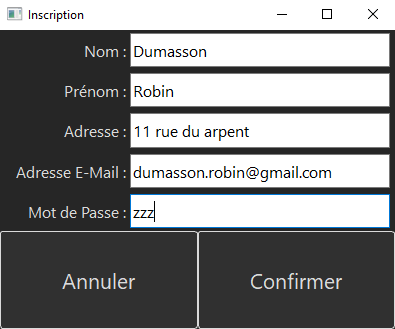 Inscription
Nom : Dumasson
Prénom : Robin
Adresse : 11 rue du arpent
Adresse E-Mail : dumasson.robin@gmail.com
Mot de Passe : zzz
Annuler Confirmer